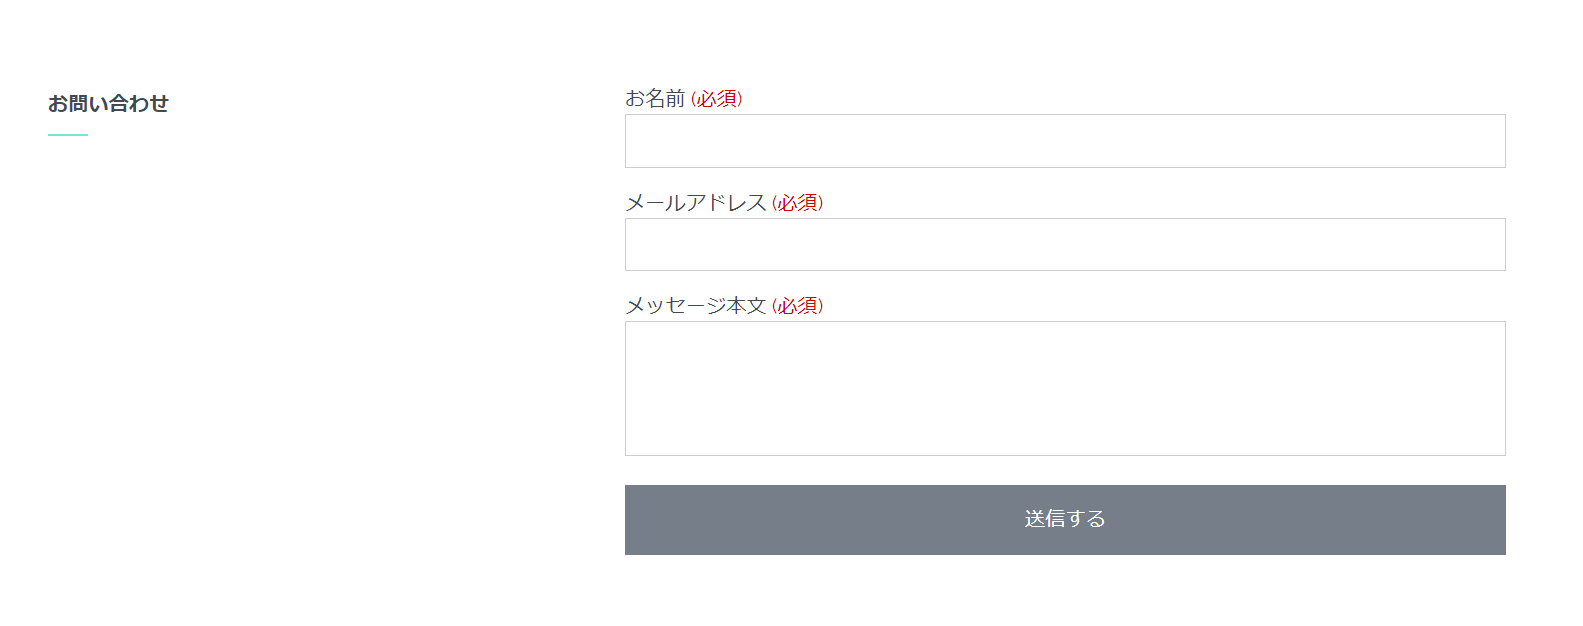 お問い合わせ
お名前 (必須)
メールアドレス (必須)
メッセージ本文 (必須)
送信する